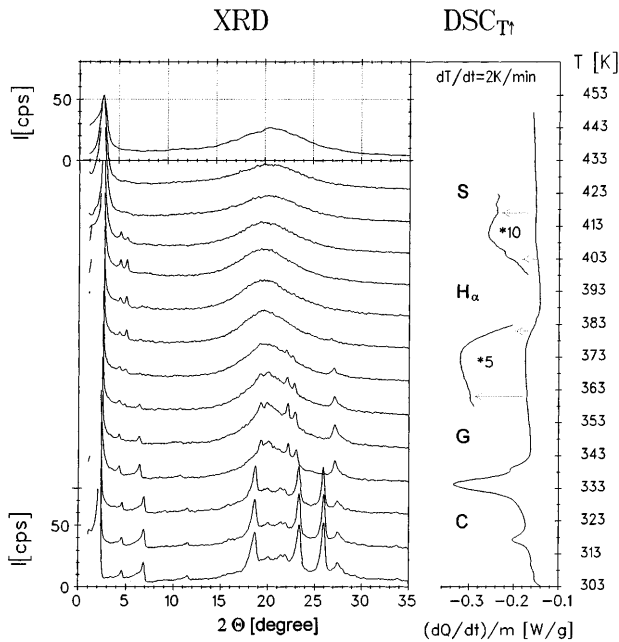 XRD
DSC_T↑
T [K]
dT/dt=2K/min
I[cps]
50
0
453
443
433
423
413
403
393
383
373
363
353
343
333
323
313
303
S
*10
Hα
*5
G
C
I[cps]
50
0
0 5 10 15 20 25 30 35
2 Θ [degree]
−0.3 −0.2 −0.1
(dQ/dt)/m [W/g]